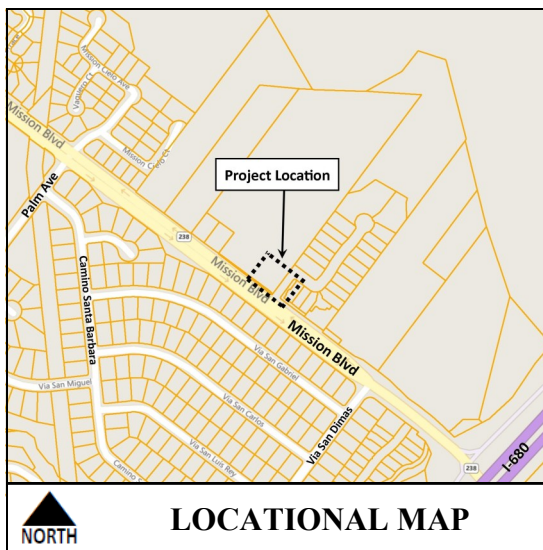 Mission Cielo Ave
Vaquero Ct
Mission Blvd
Mission Cielo Ct
Palm Ave
Project Location
238
Camino Santa Barbara
Mission Blvd
Mission Blvd
Via San Gabriel
Via San Miguel
Via San Carlos
Via San Dimas
Via San Luis Rey
Camino
238
I-680
NORTH
LOCATIONAL MAP